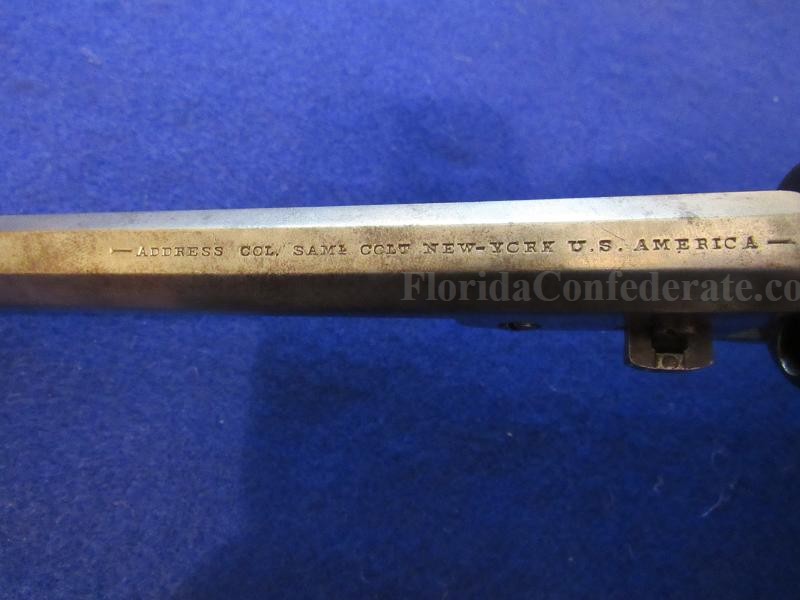 —ADDRESS COL. SAMˡ COLT NEW-YORK U.S. AMERICA—
FloridaConfederate.co